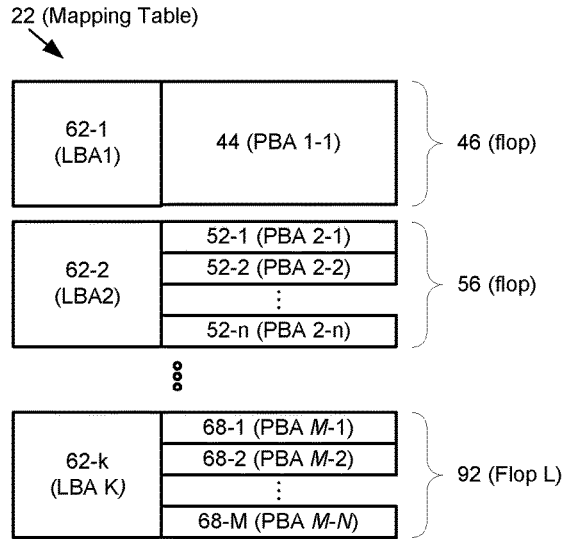 22 (Mapping Table)
62-1
(LBA1)
44 (PBA 1-1)
46 (flop)
62-2
(LBA2)
52-1 (PBA 2-1)
52-2 (PBA 2-2)
52-n (PBA 2-n)
56 (flop)
62-k
(LBA K)
68-1 (PBA M-1)
68-2 (PBA M-2)
68-M (PBA M-N)
92 (Flop L)